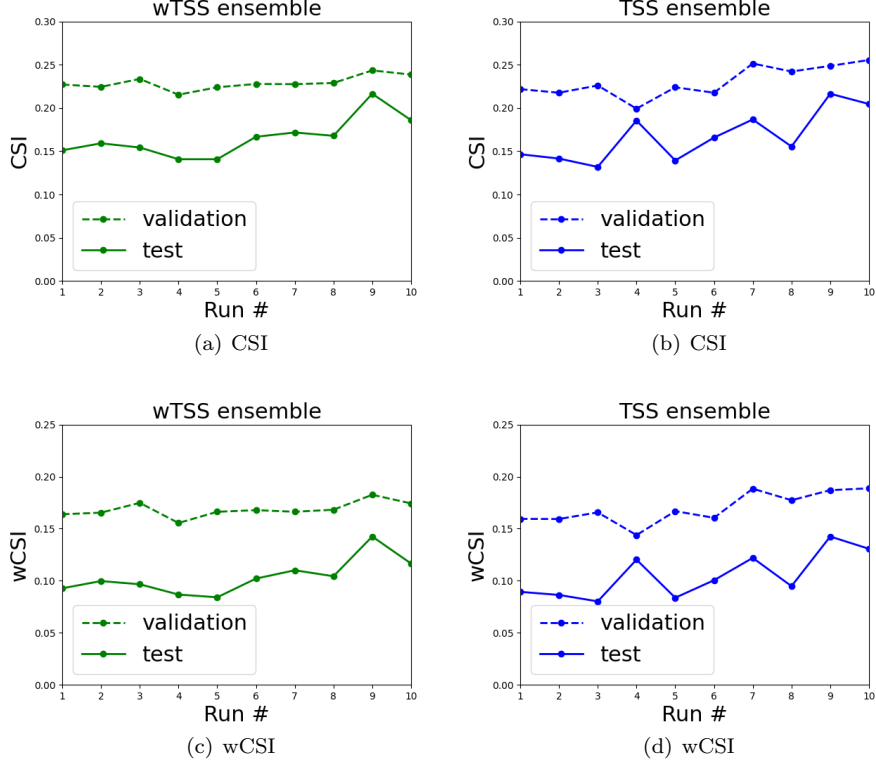 wTSS ensemble
0.30
0.25
0.20
0.15
0.10
0.05
0.00
CSI
validation
test
1 2 3 4 5 6 7 8 9 10
Run #
(a) CSI
TSS ensemble
0.30
0.25
0.20
0.15
0.10
0.05
0.00
CSI
validation
test
1 2 3 4 5 6 7 8 9 10
Run #
(b) CSI
wTSS ensemble
0.25
0.20
0.15
0.10
0.05
0.00
wCSI
validation
test
1 2 3 4 5 6 7 8 9 10
Run #
(c) wCSI
TSS ensemble
0.25
0.20
0.15
0.10
0.05
0.00
wCSI
validation
test
1 2 3 4 5 6 7 8 9 10
Run #
(d) wCSI